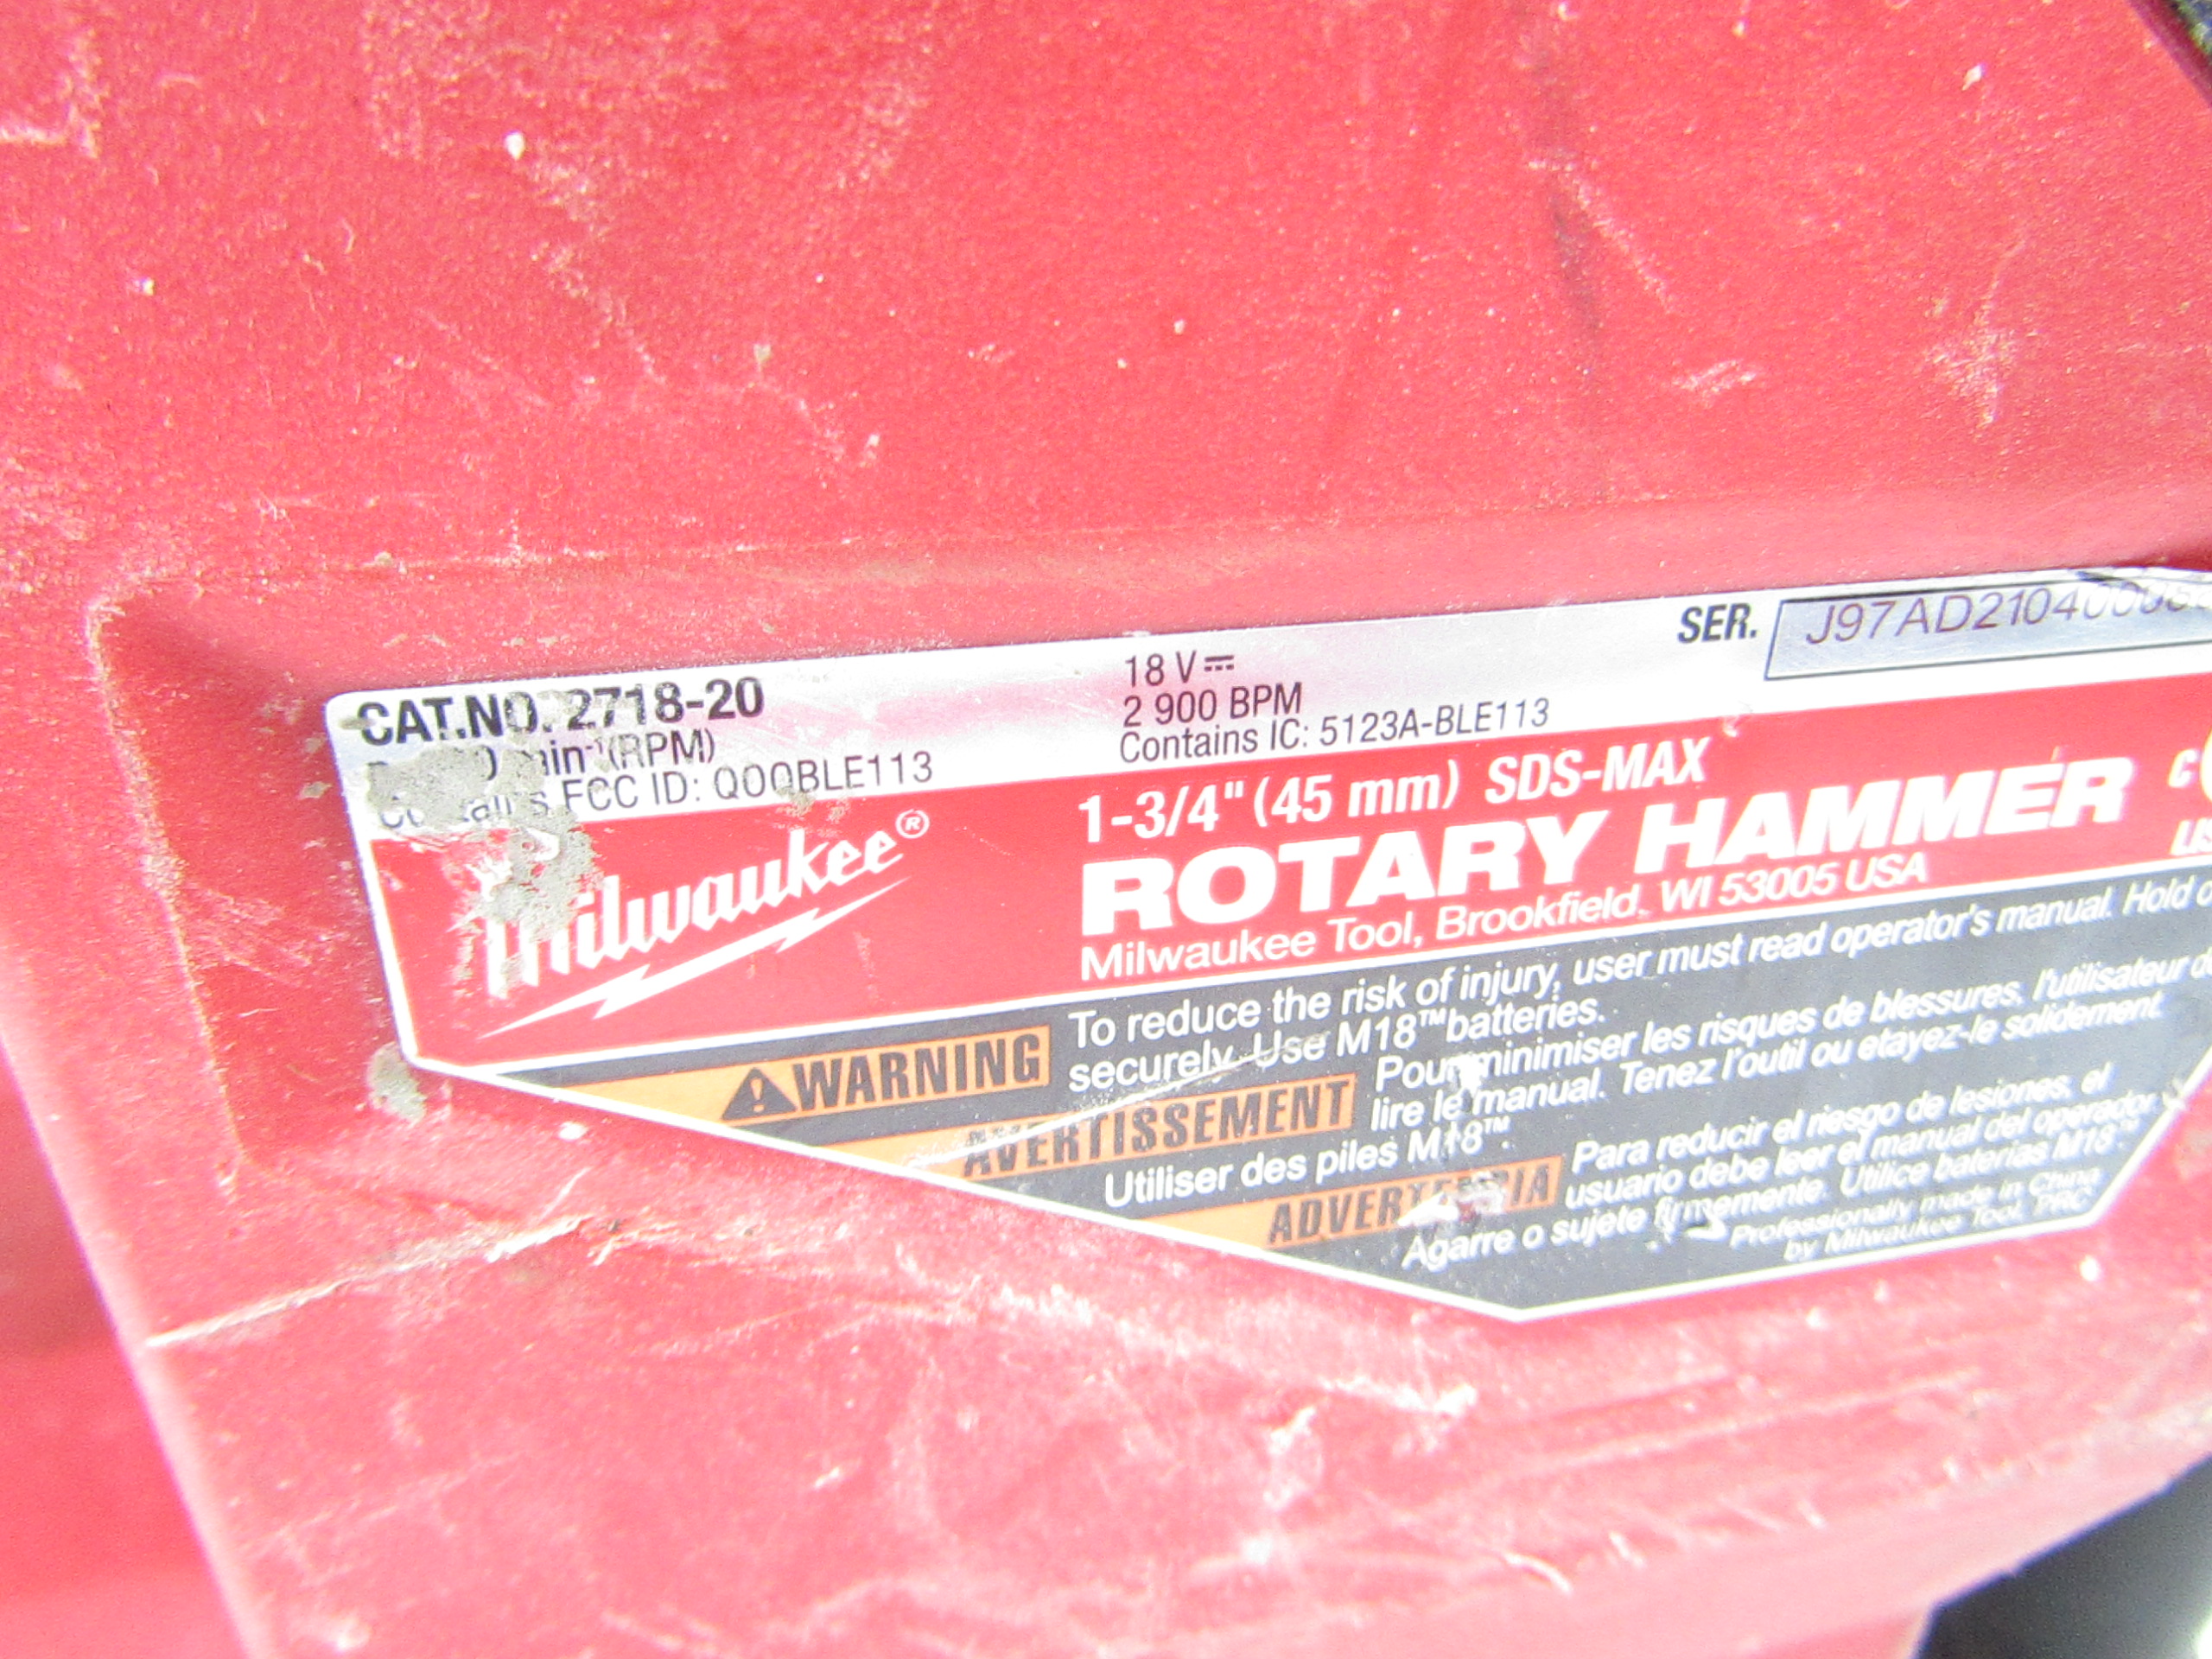 CAT.NO. 2718-20
18 V
SER.
min-1 (RPM)
2 900 BPM
FCC ID: QOQBLE113
Contains IC: 5123A-BLE113
Milwaukee®
1-3/4" (45 mm) SDS-MAX
ROTARY HAMMER
Milwaukee Tool, Brookfield, WI 53005 USA
WARNING
To reduce the risk of injury, user must read operator's manual. Hold
securely. Use M18™ batteries.
AVERTISSEMENT
Pour minimiser les risques de blessures, l'utilisateur
lire le manual. Tenez l'outil ou etayez-le solidement.
Utiliser des piles M18™.
ADVERTENCIA
Para reducir el riesgo de lesiones, el
usuario debe leer el manual del operador.
Agarre o sujete firmemente. Utilice baterías M18™.
Professionally made in China
by Milwaukee Tool, PRC